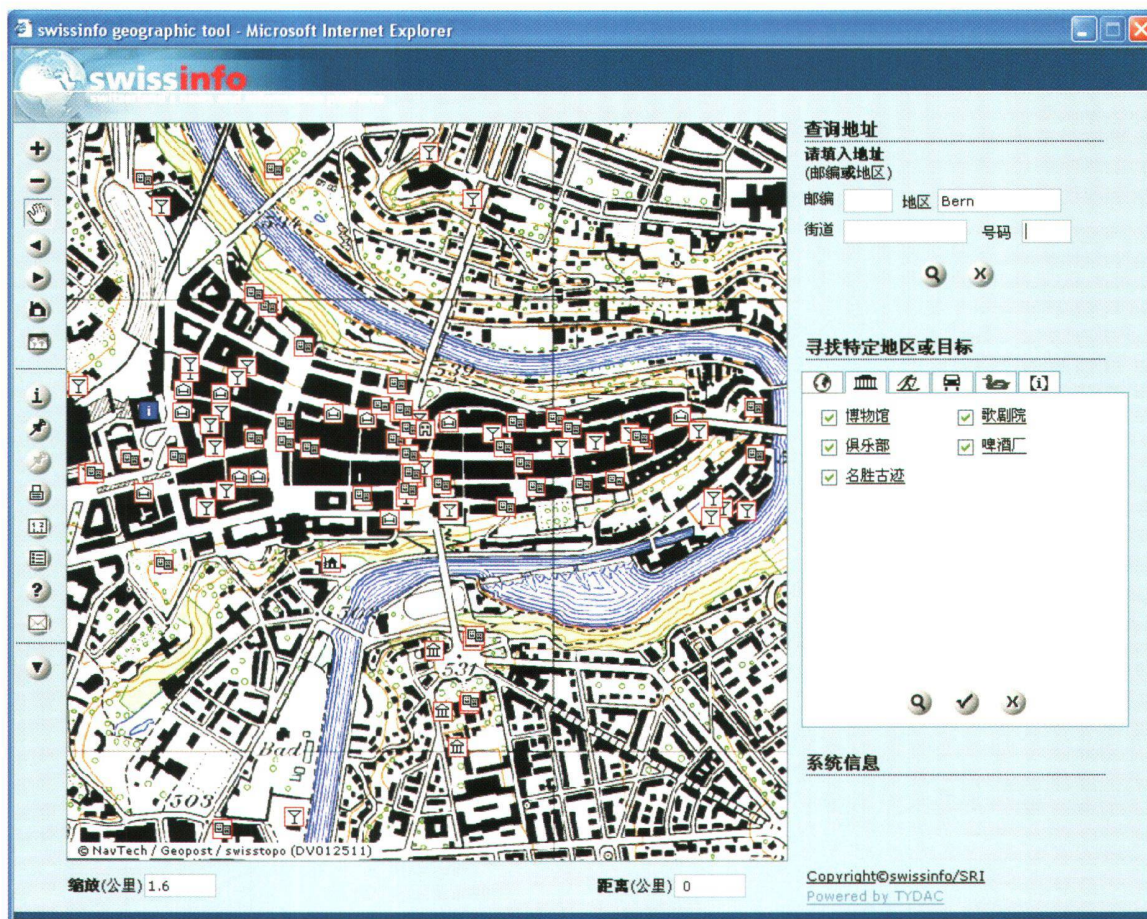 swissinfo geographic tool - Microsoft Internet Explorer
swissinfo
查询地址
请填入地址
(邮编或地区)
邮编 地区 Bern
街道 号码
寻找特定地区或目标
博物馆 歌剧院
俱乐部 啤酒厂
名胜古迹
539
531
Bad
503
© NavTech / Geopost / swisstopo (DV012511)
系统信息
缩放(公里) 1.6
距离(公里) 0
Copyright©swissinfo/SRI
Powered by TYDAC